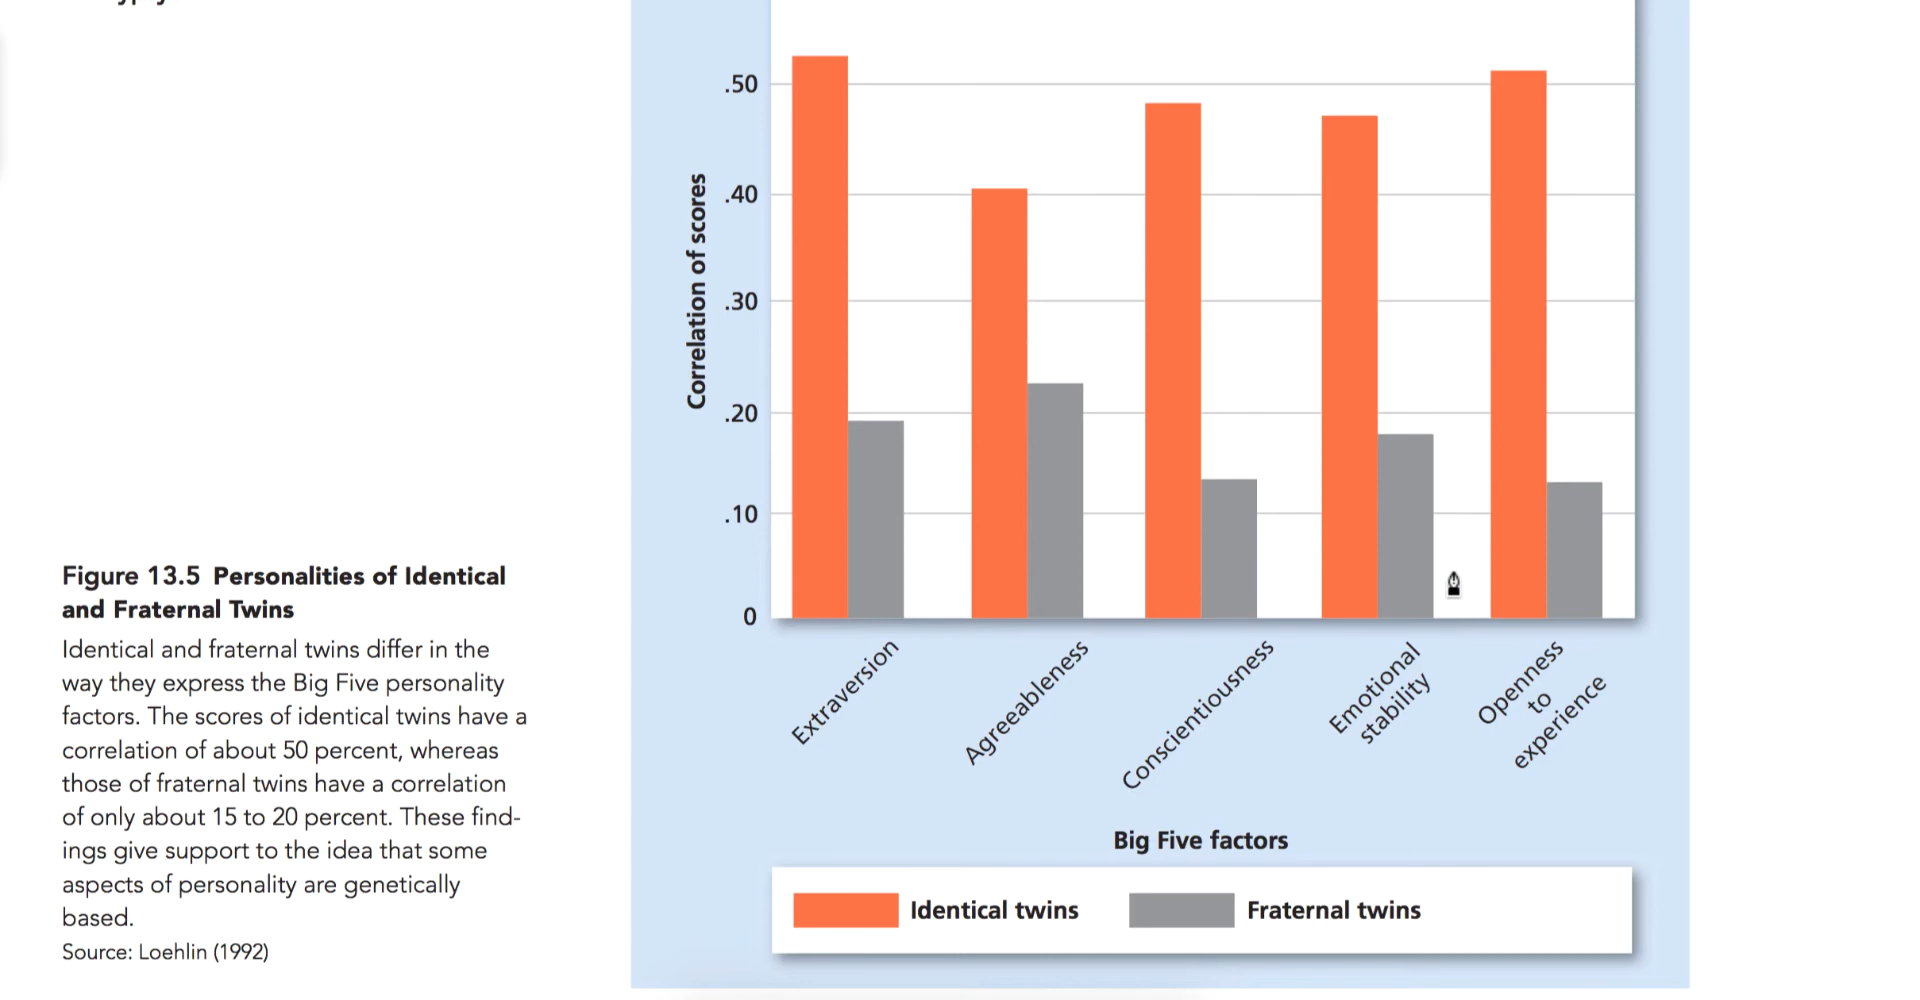 Figure 13.5 Personalities of Identical
and Fraternal Twins
Identical and fraternal twins differ in the
way they express the Big Five personality
factors. The scores of identical twins have a
correlation of about 50 percent, whereas
those of fraternal twins have a correlation
of only about 15 to 20 percent. These find-
ings give support to the idea that some
aspects of personality are genetically
based.
Source: Loehlin (1992)
Correlation of scores
.50
.40
.30
.20
.10
0
Extraversion
Agreeableness
Conscientiousness
Emotional
stability
Openness
to
experience
Big Five factors
Identical twins
Fraternal twins